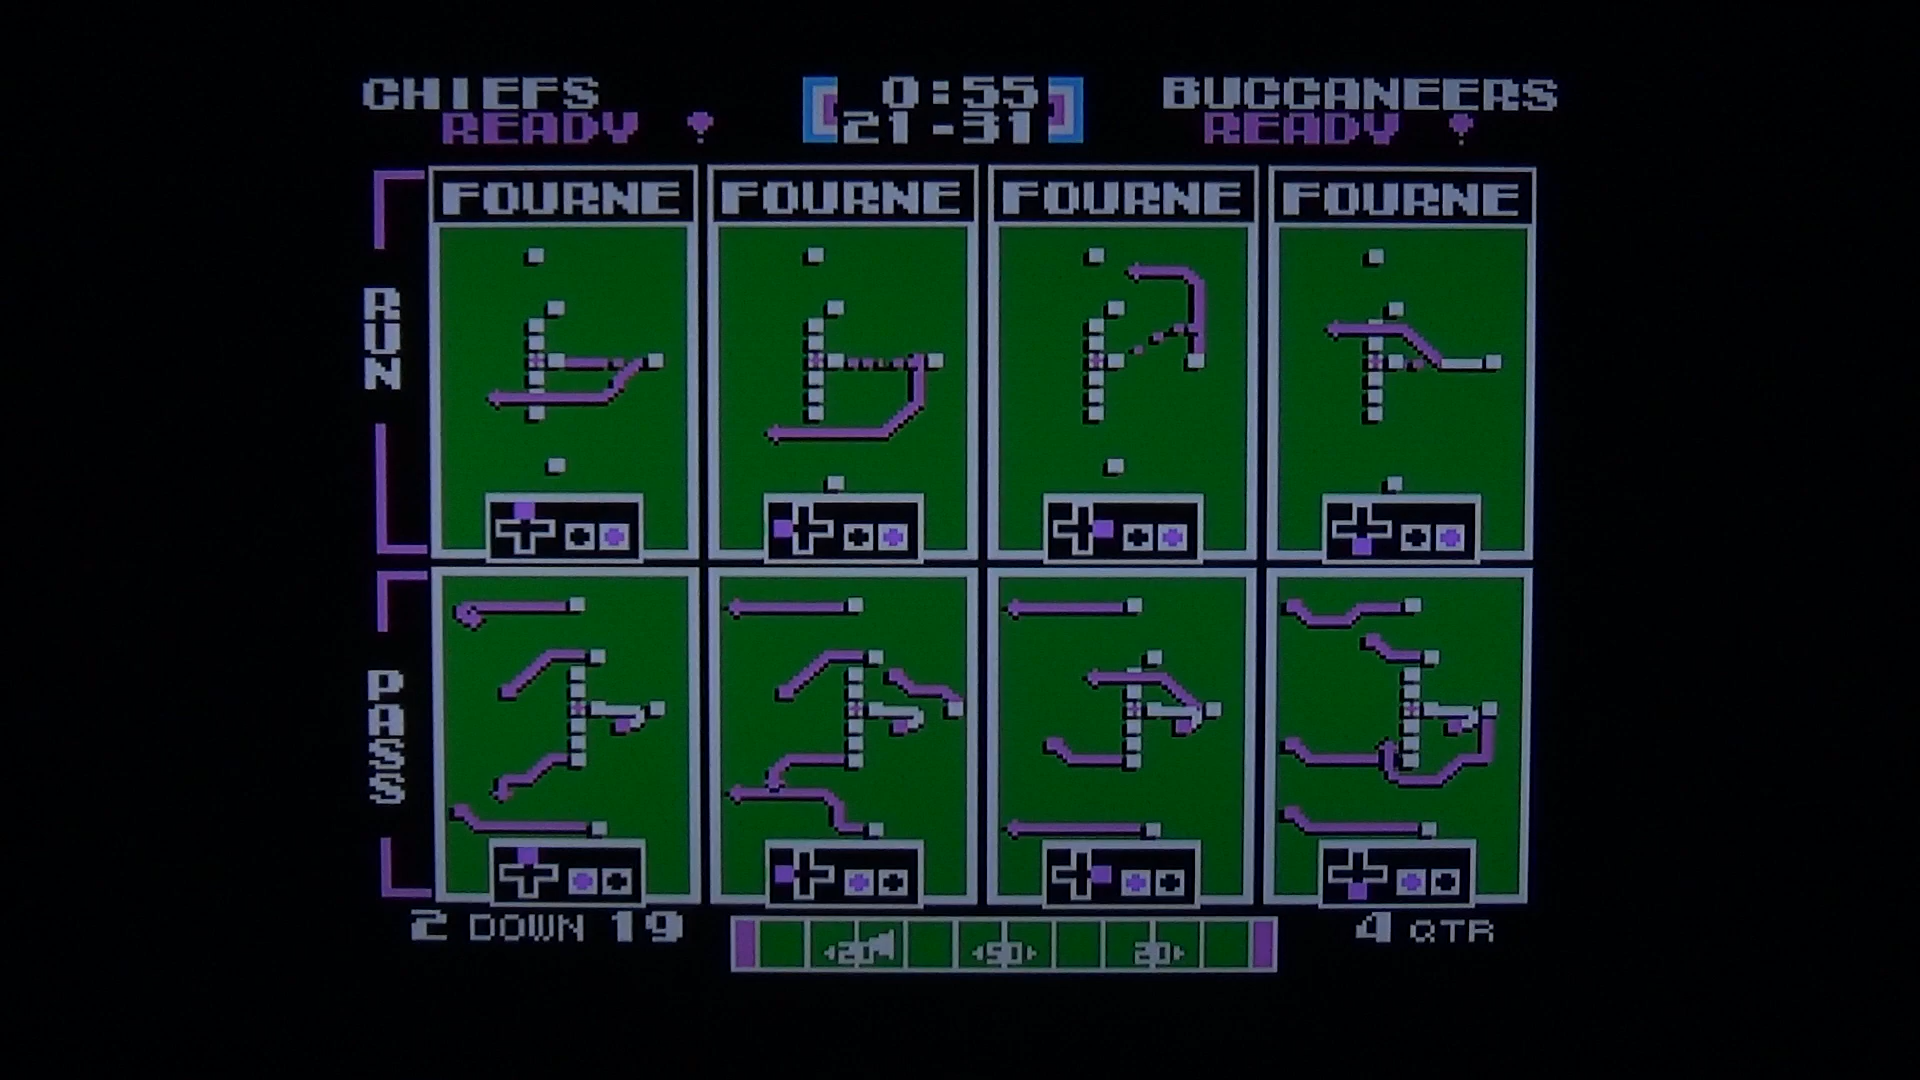 CHIEFS 0:55 BUCCANEERS
READY 21-31 READY
FOURNE FOURNE FOURNE FOURNE
RUN
PASS
2 DOWN 19 4 QTR
20 50 20